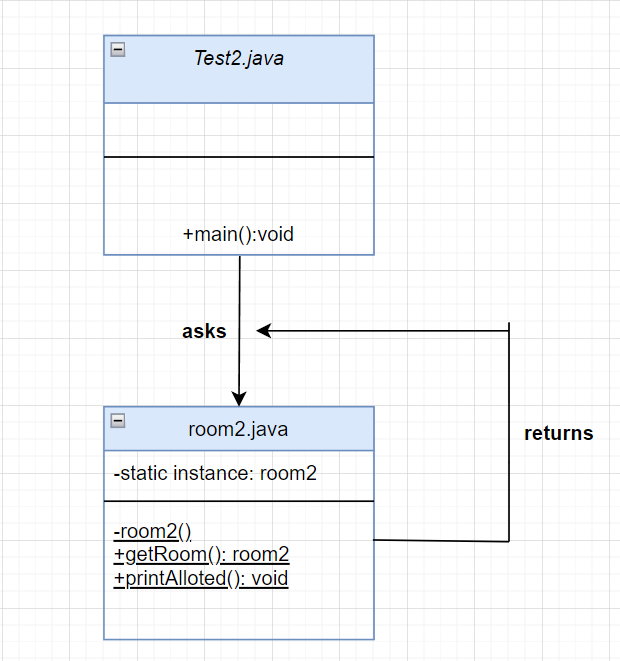 Test2.java
+main():void
asks
room2.java
returns
-static instance: room2
-room2()
+getRoom(): room2
+printAlloted(): void